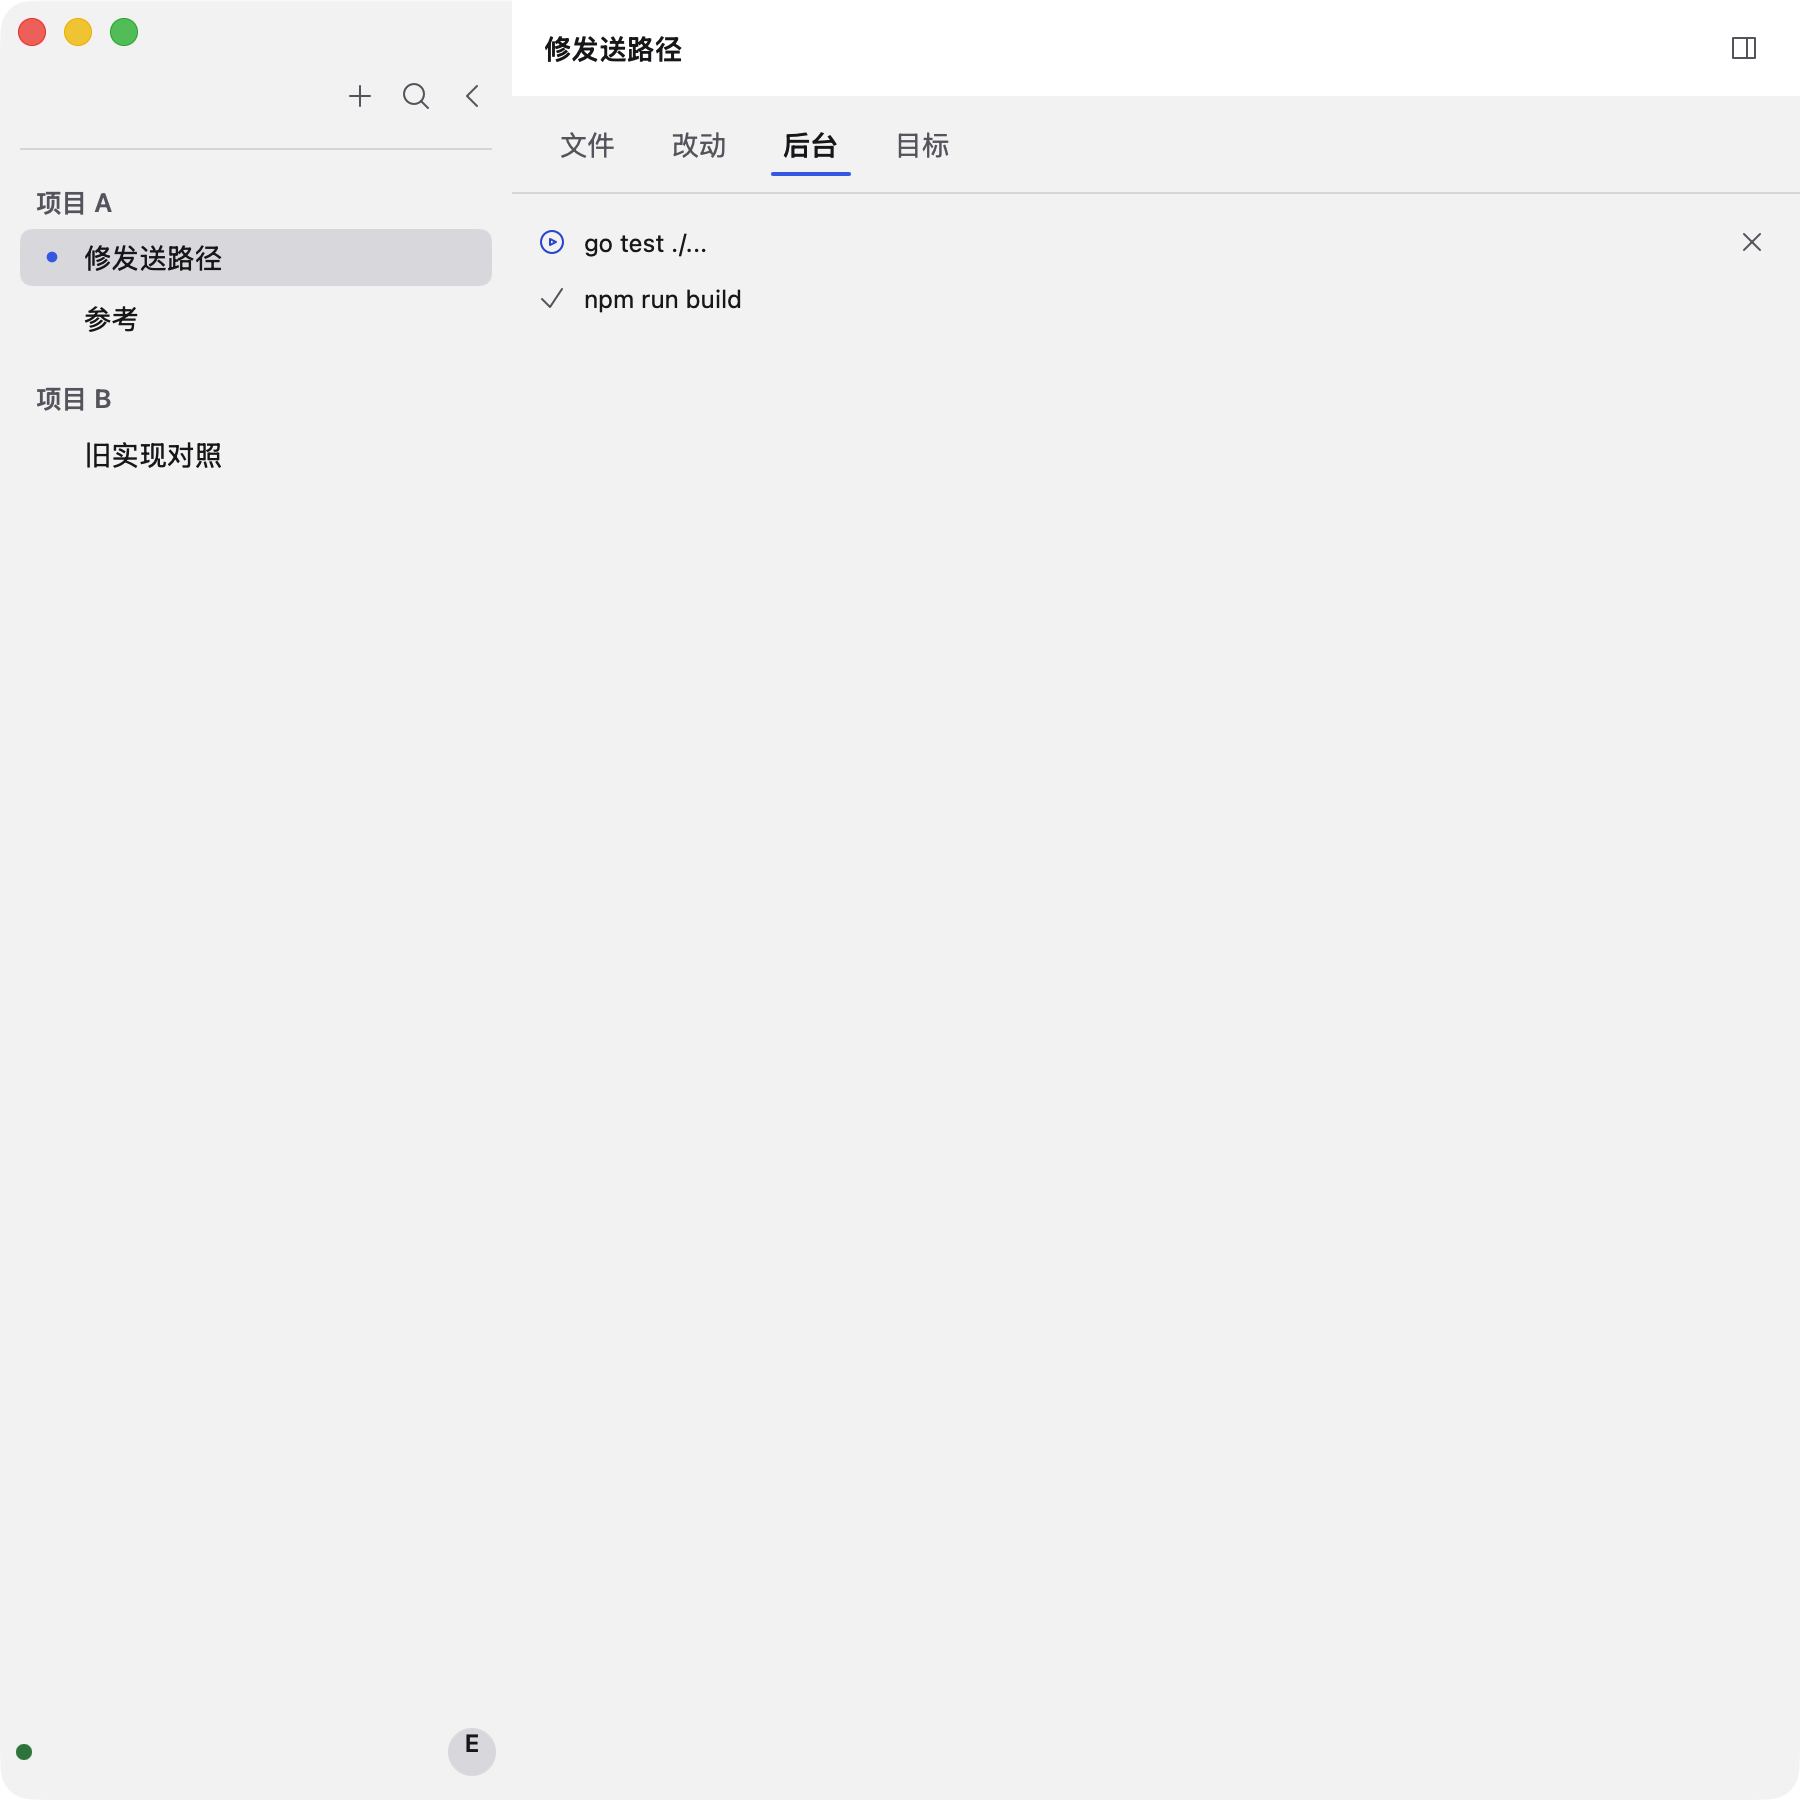 修发送路径
文件 改动 后台 目标
项目 A
修发送路径
参考
项目 B
旧实现对照
go test ./...
npm run build
E